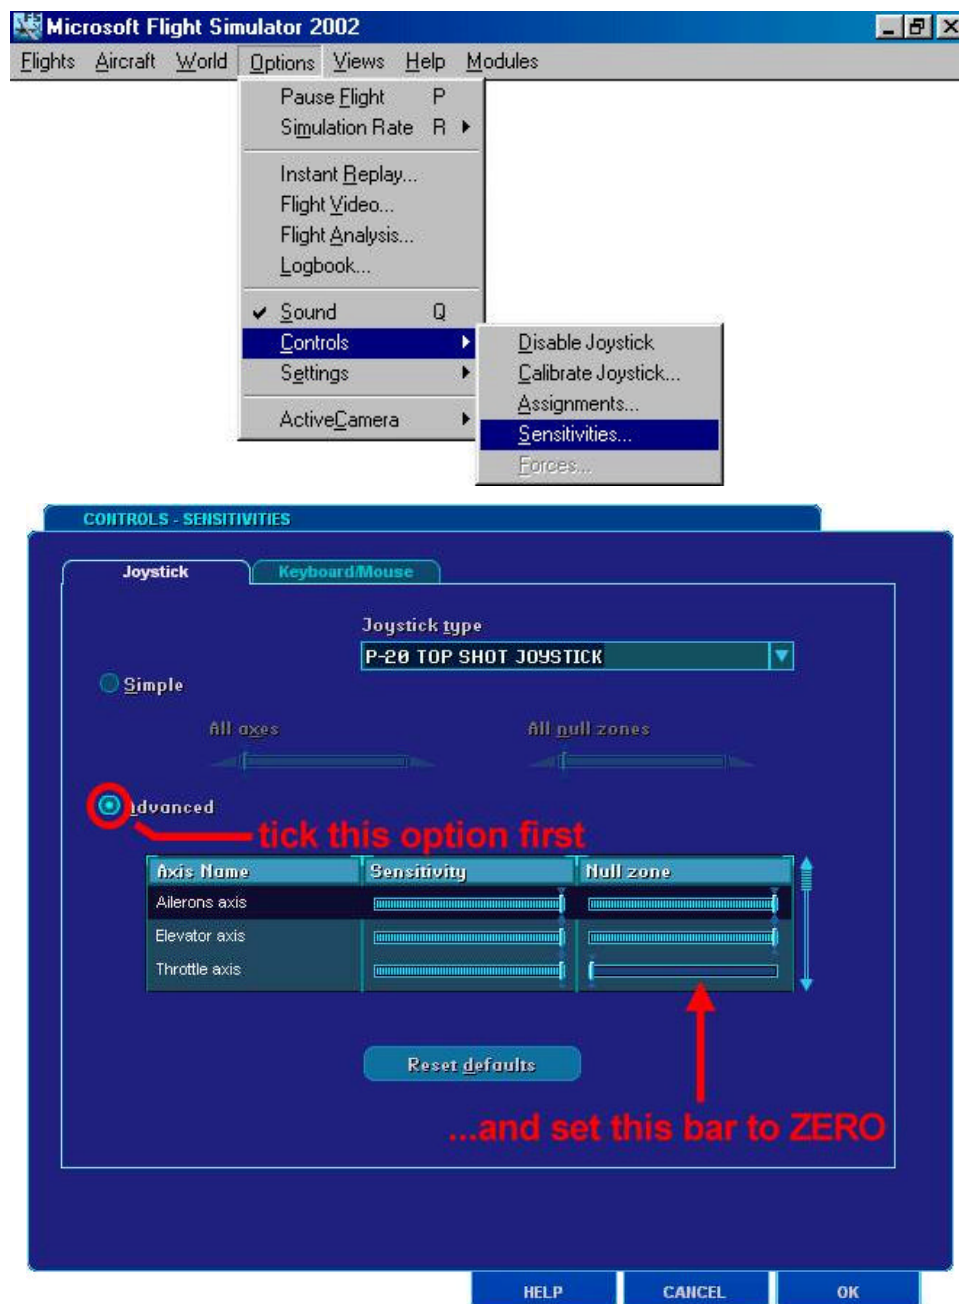 Microsoft Flight Simulator 2002
Flights Aircraft World Options Views Help Modules
Pause Flight P
Simulation Rate R
Instant Replay...
Flight Video...
Flight Analysis...
Logbook...
Sound Q
Controls
Settings
ActiveCamera
Disable Joystick
Calibrate Joystick...
Assignments...
Sensitivities...
Forces...
CONTROLS - SENSITIVITIES
Joystick Keyboard/Mouse
Joystick type
P-20 TOP SHOT JOYSTICK
Simple
All axes All null zones
Advanced
tick this option first
Axis Name Sensitivity Null zone
Ailerons axis
Elevator axis
Throttle axis
Reset defaults
...and set this bar to ZERO
HELP CANCEL OK